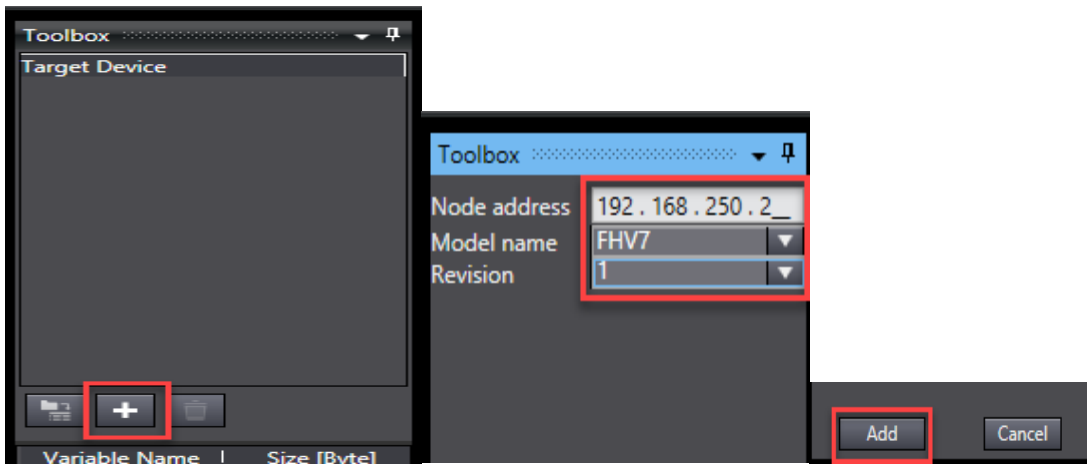 Toolbox
Target Device
Variable Name Size [Byte]
Toolbox
Node address 192 . 168 . 250 . 2_
Model name FHV7
Revision 1
Add Cancel